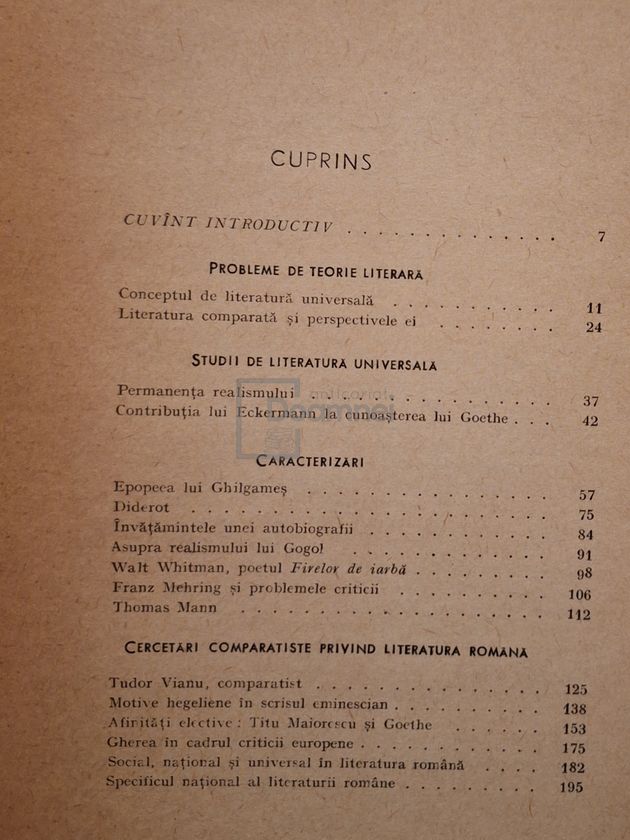 CUPRINS
CUVÎNT INTRODUCTIV . . . . . . . . . . . . . . 7
PROBLEME DE TEORIE LITERARĂ
Conceptul de literatură universală . . . . . . . . . . 11
Literatura comparată și perspectivele ei . . . . . . . 24
STUDII DE LITERATURĂ UNIVERSALĂ
Permanența realismului . . . . . . . . . . . . . . . 37
Contribuția lui Eckermann la cunoașterea lui Goethe . . . 42
CARACTERIZĂRI
Epopeea lui Ghilgameș . . . . . . . . . . . . . 57
Diderot . . . . . . . . . . . . . . . . . . . 75
Învățămintele unei autobiografii . . . . . . . . . . 84
Asupra realismului lui Gogol . . . . . . . . . . . 91
Walt Whitman, poetul Firelor de iarbă . . . . . . . . 98
Franz Mehring și problemele criticii . . . . . . . . . 106
Thomas Mann . . . . . . . . . . . . . . . . . 112
CERCETĂRI COMPARATISTE PRIVIND LITERATURA ROMÂNĂ
Tudor Vianu, comparatist . . . . . . . . . . . . . 125
Motive hegeliene în scrisul eminescian . . . . . . . . . 138
Afinități elective : Titu Maiorescu și Goethe . . . . . . 153
Gherea în cadrul criticii europene . . . . . . . . . . . 175
Social, național și universal în literatura română . . . . 182
Specificul național al literaturii române . . . . . . . . 195